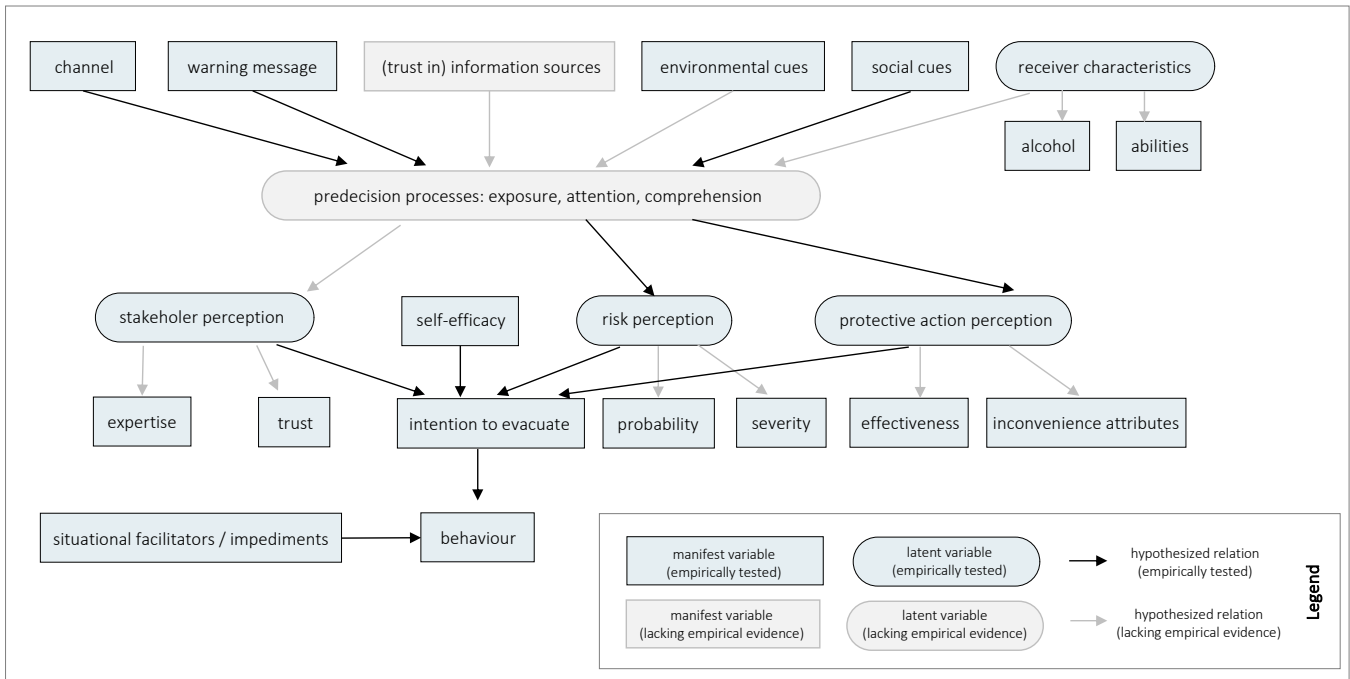 channel
warning message
(trust in) information sources
environmental cues
social cues
receiver characteristics
alcohol
abilities
predecision processes: exposure, attention, comprehension
stakeholer perception
self-efficacy
risk perception
protective action perception
expertise
trust
intention to evacuate
probability
severity
effectiveness
inconvenience attributes
situational facilitators / impediments
behaviour
manifest variable
(empirically tested)
latent variable
(empirically tested)
hypothesized relation
(empirically tested)
manifest variable
(lacking empirical evidence)
latent variable
(lacking empirical evidence)
hypothesized relation
(lacking empirical evidence)
Legend